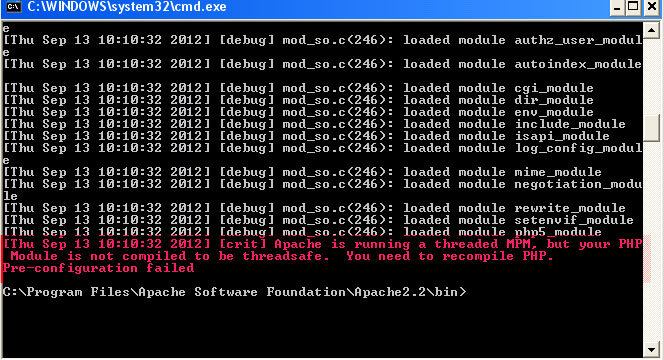 C:\WINDOWS\system32\cmd.exe
e
[Thu Sep 13 10:10:32 2012] [debug] mod_so.c(246): loaded module authz_user_modul
e
[Thu Sep 13 10:10:32 2012] [debug] mod_so.c(246): loaded module autoindex_module
[Thu Sep 13 10:10:32 2012] [debug] mod_so.c(246): loaded module cgi_module
[Thu Sep 13 10:10:32 2012] [debug] mod_so.c(246): loaded module dir_module
[Thu Sep 13 10:10:32 2012] [debug] mod_so.c(246): loaded module env_module
[Thu Sep 13 10:10:32 2012] [debug] mod_so.c(246): loaded module include_module
[Thu Sep 13 10:10:32 2012] [debug] mod_so.c(246): loaded module isapi_module
[Thu Sep 13 10:10:32 2012] [debug] mod_so.c(246): loaded module log_config_modul
e
[Thu Sep 13 10:10:32 2012] [debug] mod_so.c(246): loaded module mime_module
[Thu Sep 13 10:10:32 2012] [debug] mod_so.c(246): loaded module negotiation_modu
le
[Thu Sep 13 10:10:32 2012] [debug] mod_so.c(246): loaded module rewrite_module
[Thu Sep 13 10:10:32 2012] [debug] mod_so.c(246): loaded module setenvif_module
[Thu Sep 13 10:10:32 2012] [debug] mod_so.c(246): loaded module php5_module
[Thu Sep 13 10:10:32 2012] [crit] Apache is running a threaded MPM, but your PHP
Module is not compiled to be threadsafe.  You need to recompile PHP.
Pre-configuration failed
C:\Program Files\Apache Software Foundation\Apache2.2\bin>